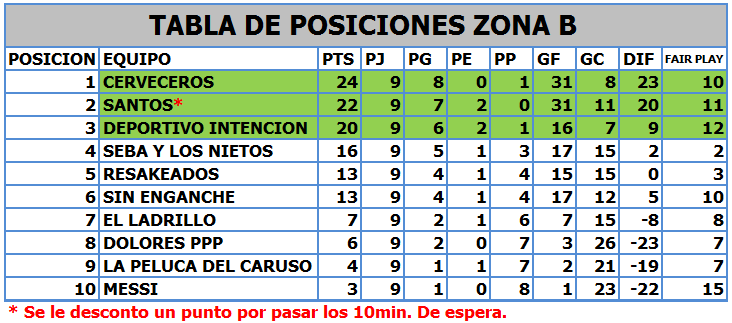 TABLA DE POSICIONES ZONA B
POSICION EQUIPO PTS PJ PG PE PP GF GC DIF FAIR PLAY
1 CERVECEROS 24 9 8 0 1 31 8 23 10
2 SANTOS* 22 9 7 2 0 31 11 20 11
3 DEPORTIVO INTENCION 20 9 6 2 1 16 7 9 12
4 SEBA Y LOS NIETOS 16 9 5 1 3 17 15 2 2
5 RESAKEADOS 13 9 4 1 4 15 15 0 3
6 SIN ENGANCHE 13 9 4 1 4 17 12 5 10
7 EL LADRILLO 7 9 2 1 6 7 15 -8 8
8 DOLORES PPP 6 9 2 0 7 3 26 -23 7
9 LA PELUCA DEL CARUSO 4 9 1 1 7 2 21 -19 7
10 MESSI 3 9 1 0 8 1 23 -22 15
* Se le desconto un punto por pasar los 10min. De espera.